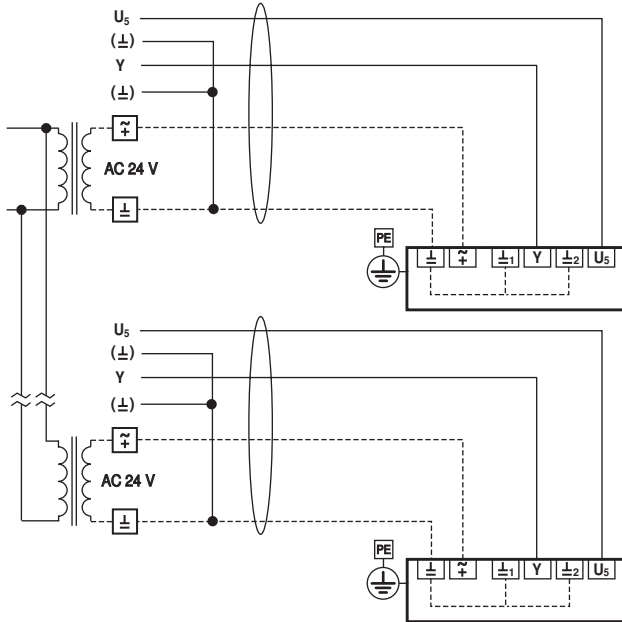 U₅
(⊥)
Y
(⊥)
~+
AC 24 V
⊥
PE
⊥ ~+ ⊥1 Y ⊥2 U₅
U₅
(⊥)
Y
(⊥)
~+
AC 24 V
⊥
PE
⊥ ~+ ⊥1 Y ⊥2 U₅